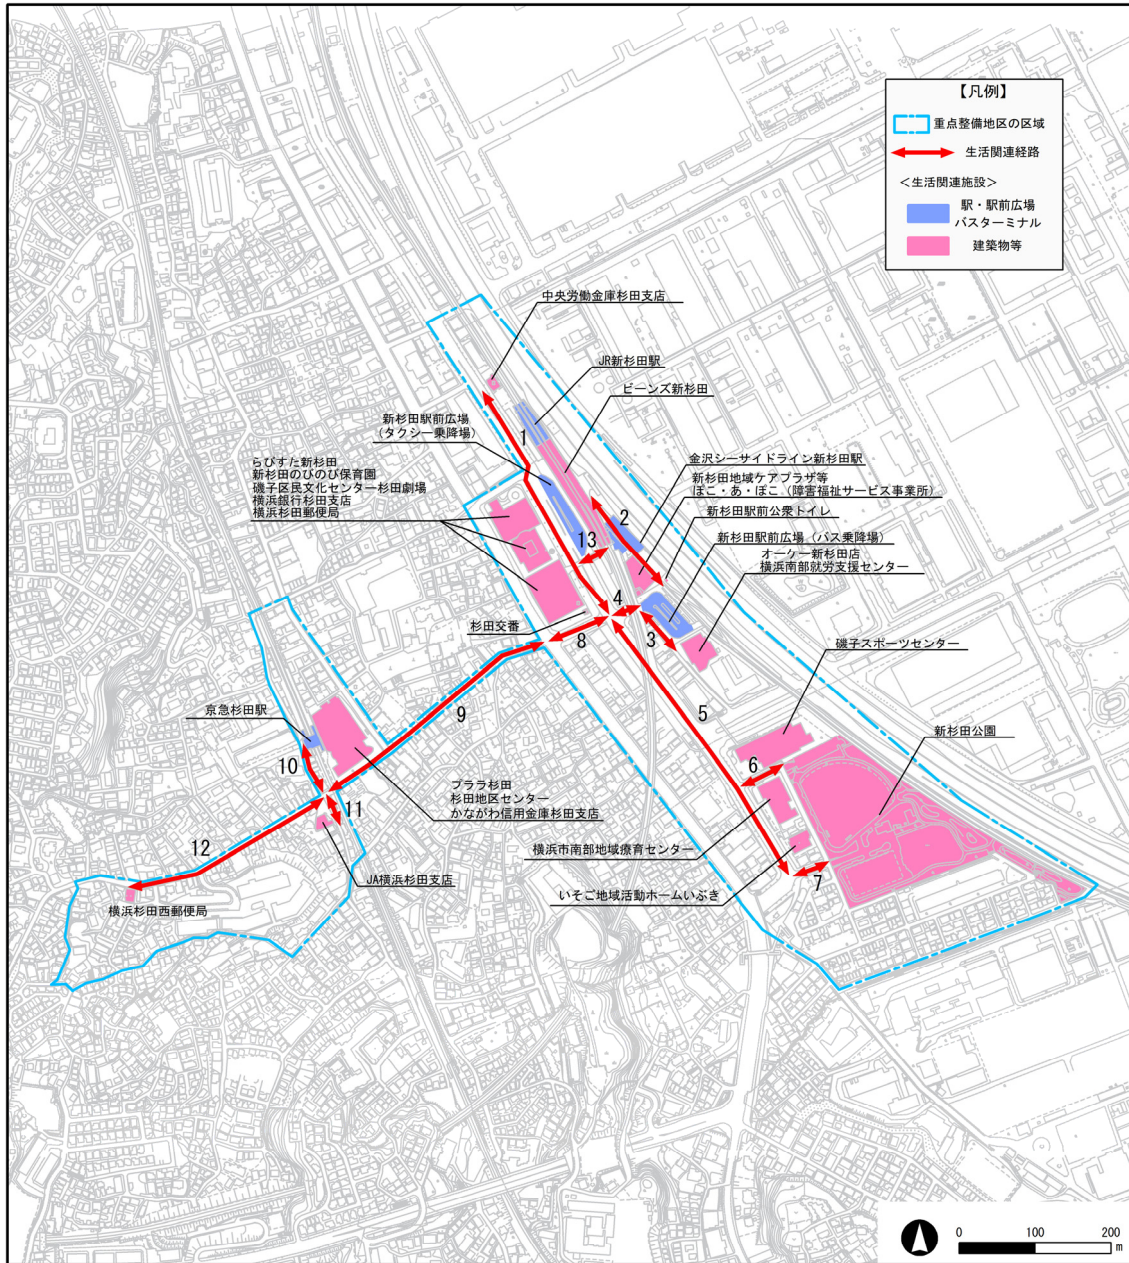 【凡例】
重点整備地区の区域
生活関連経路
＜生活関連施設＞
駅・駅前広場
バスターミナル
建築物等
中央労働金庫杉田支店
JR新杉田駅
ビーンズ新杉田
新杉田駅前広場
（タクシー乗降場）
らびすた新杉田
新杉田のびのび保育園
磯子区民文化センター杉田劇場
横浜銀行杉田支店
横浜杉田郵便局
金沢シーサイドライン新杉田駅
新杉田地域ケアプラザ等
ぽこ・あ・ぽこ（障害福祉サービス事業所）
新杉田駅前公衆トイレ
新杉田駅前広場（バス乗降場）
オーケー新杉田店
横浜南部就労支援センター
杉田交番
磯子スポーツセンター
新杉田公園
京急杉田駅
プララ杉田
杉田地区センター
かながわ信用金庫杉田支店
横浜市南部地域療育センター
いそご地域活動ホームいぶき
JA横浜杉田支店
横浜杉田西郵便局
1
2
13
4
3
8
5
9
6
7
10
11
12
0 100 200
m